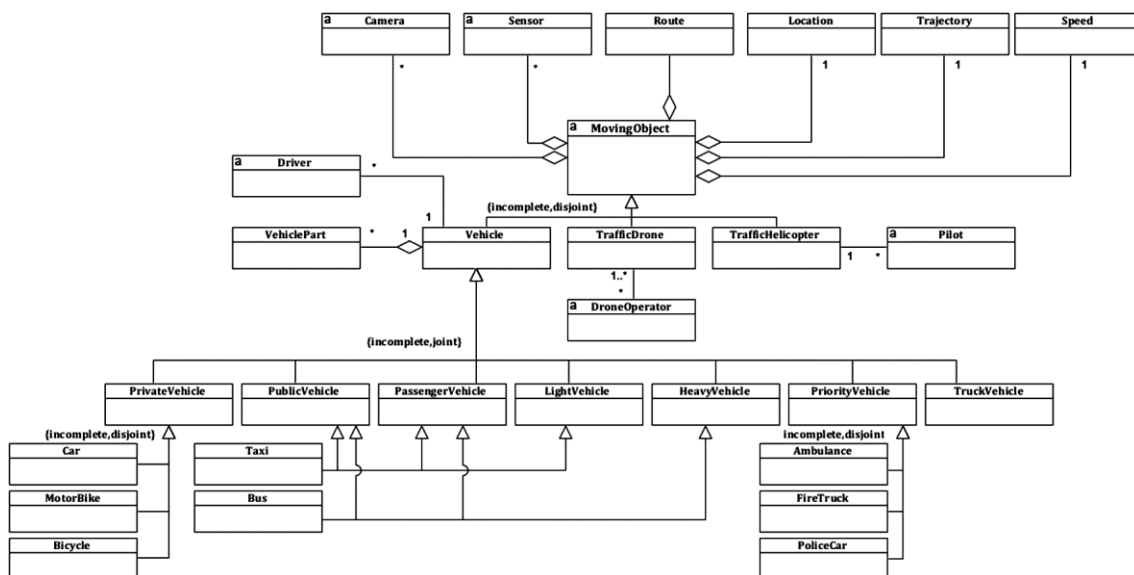 a Camera
a Sensor
Route
Location
Trajectory
Speed
*
*
1
1
1
a MovingObject
a Driver
*
{incomplete,disjoint}
1
VehiclePart
*
1
Vehicle
TrafficDrone
TrafficHelicopter
1
*
a Pilot
1..*
*
a DroneOperator
{incomplete,joint}
PrivateVehicle
PublicVehicle
PassengerVehicle
LightVehicle
HeavyVehicle
PriorityVehicle
TruckVehicle
{incomplete,disjoint}
incomplete,disjoint
Car
Taxi
Ambulance
MotorBike
Bus
FireTruck
Bicycle
PoliceCar